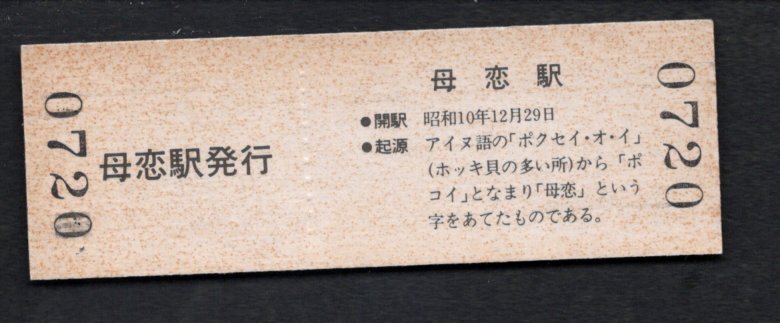 0720
母恋駅発行
母恋駅
●開駅 昭和10年12月29日
●起源 アイヌ語の「ポクセイ・オ・イ」
(ホッキ貝の多い所)から「ポ
コイ」となまり「母恋」という
字をあてたものである。
0720